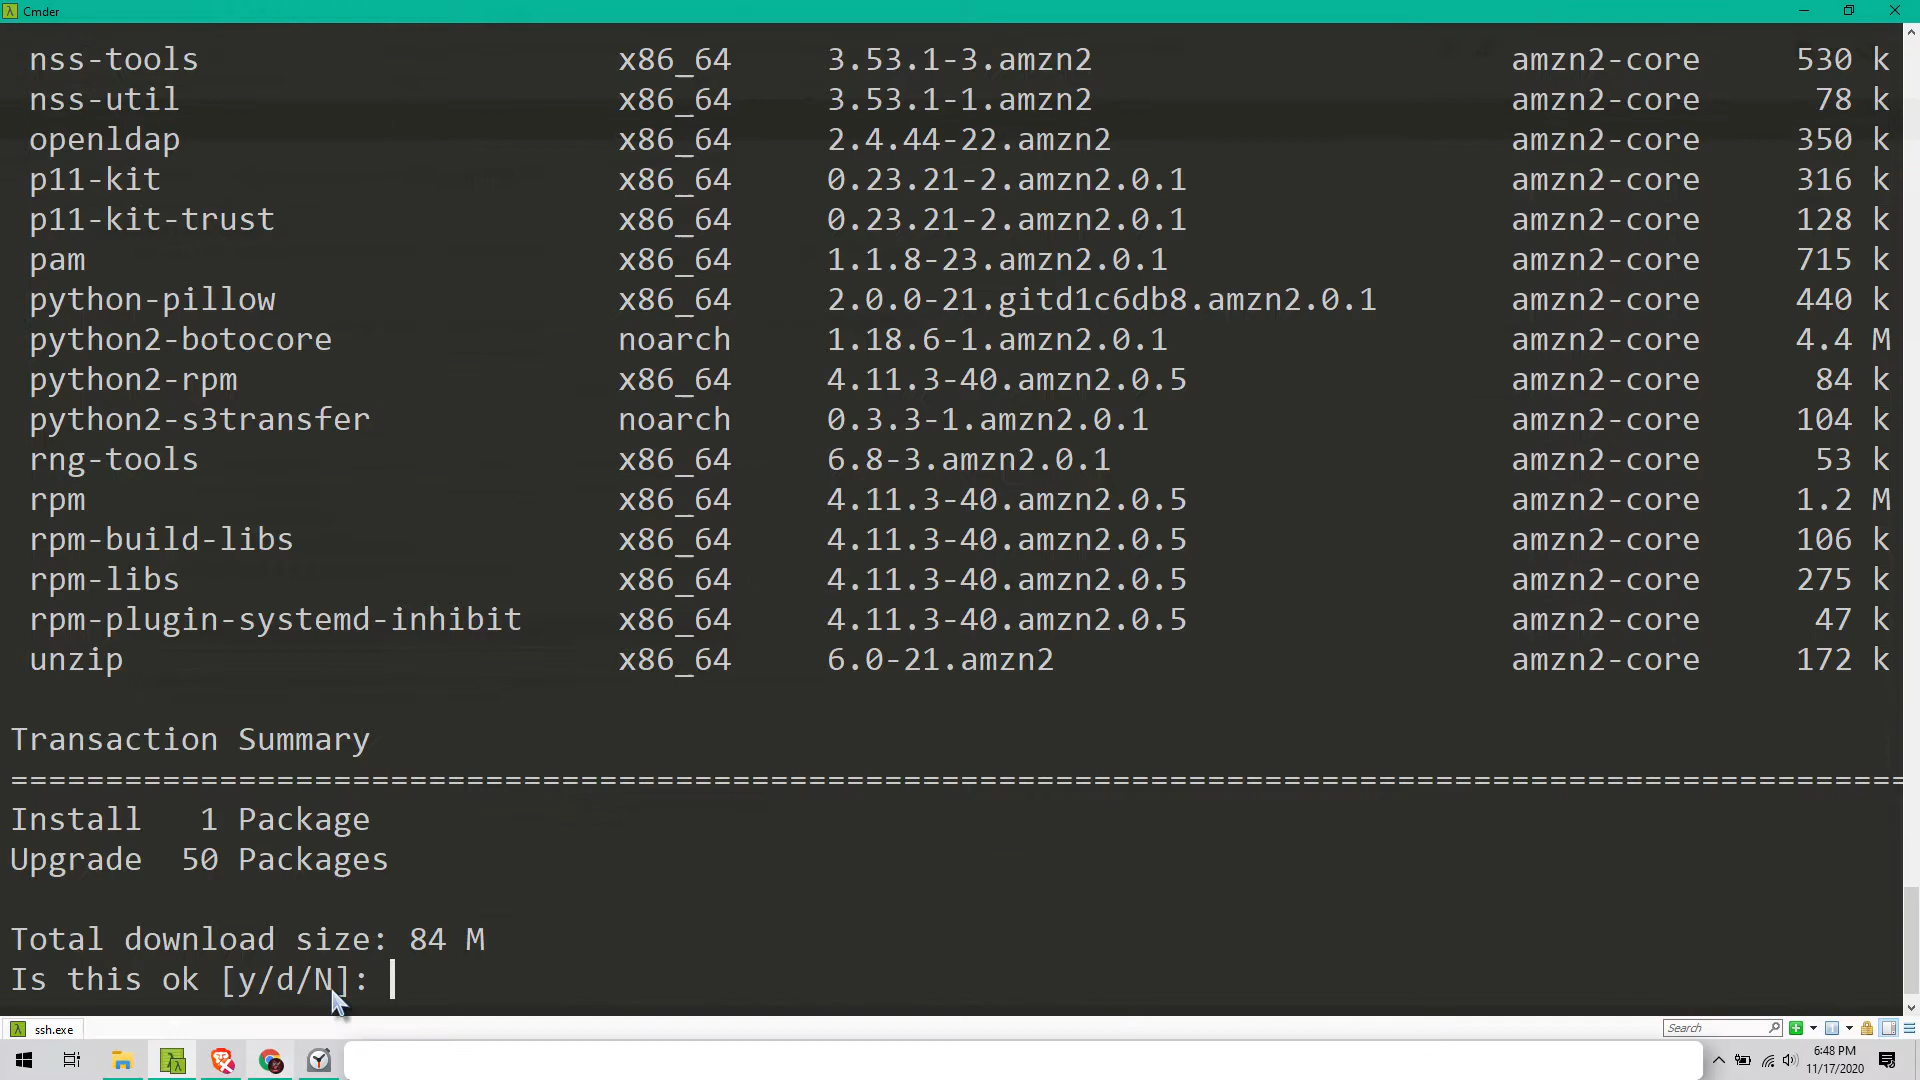 Cmder
nss-tools x86_64 3.53.1-3.amzn2 amzn2-core 530 k
nss-util x86_64 3.53.1-1.amzn2 amzn2-core 78 k
openldap x86_64 2.4.44-22.amzn2 amzn2-core 350 k
p11-kit x86_64 0.23.21-2.amzn2.0.1 amzn2-core 316 k
p11-kit-trust x86_64 0.23.21-2.amzn2.0.1 amzn2-core 128 k
pam x86_64 1.1.8-23.amzn2.0.1 amzn2-core 715 k
python-pillow x86_64 2.0.0-21.gitd1c6db8.amzn2.0.1 amzn2-core 440 k
python2-botocore noarch 1.18.6-1.amzn2.0.1 amzn2-core 4.4 M
python2-rpm x86_64 4.11.3-40.amzn2.0.5 amzn2-core 84 k
python2-s3transfer noarch 0.3.3-1.amzn2.0.1 amzn2-core 104 k
rng-tools x86_64 6.8-3.amzn2.0.1 amzn2-core 53 k
rpm x86_64 4.11.3-40.amzn2.0.5 amzn2-core 1.2 M
rpm-build-libs x86_64 4.11.3-40.amzn2.0.5 amzn2-core 106 k
rpm-libs x86_64 4.11.3-40.amzn2.0.5 amzn2-core 275 k
rpm-plugin-systemd-inhibit x86_64 4.11.3-40.amzn2.0.5 amzn2-core 47 k
unzip x86_64 6.0-21.amzn2 amzn2-core 172 k
Transaction Summary
====================================================================================================
Install 1 Package
Upgrade 50 Packages
Total download size: 84 M
Is this ok [y/d/N]:
ssh.exe
Search
6:48 PM
11/17/2020